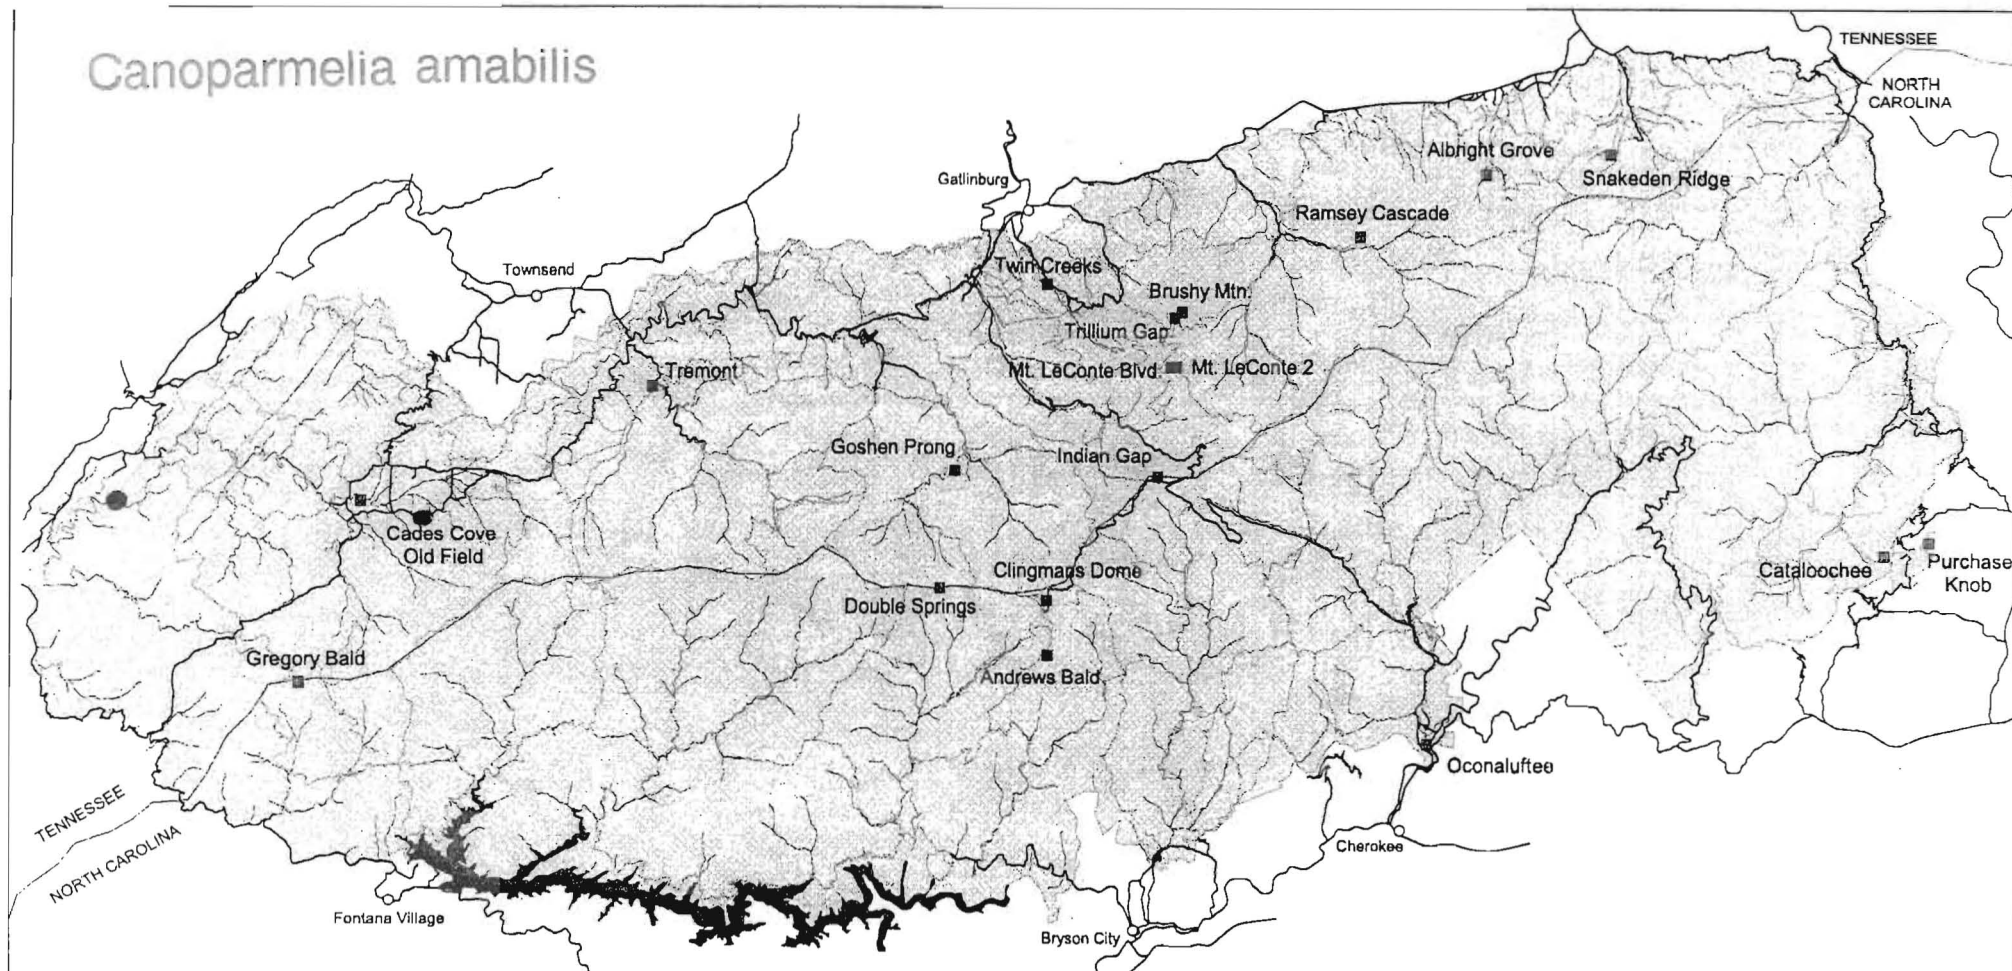 Canoparmelia amabilis
TENNESSEE
NORTH
CAROLINA
Albright Grove
Snakeden Ridge
Gatlinburg
Ramsey Cascade
Townsend
Twin Creeks
Brushy Mtn.
Trillium Gap
Tremont
Mt. LeConte Blvd.
Mt. LeConte 2
Goshen Prong
Indian Gap
Cades Cove
Old Field
Clingmans Dome
Cataloochee
Purchase
Knob
Double Springs
Gregory Bald
Andrews Bald
Oconaluftee
TENNESSEE
NORTH CAROLINA
Cherokee
Fontana Village
Bryson City